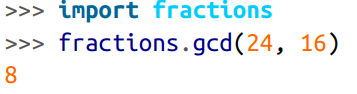 >>> import fractions
>>> fractions.gcd(24, 16)
8